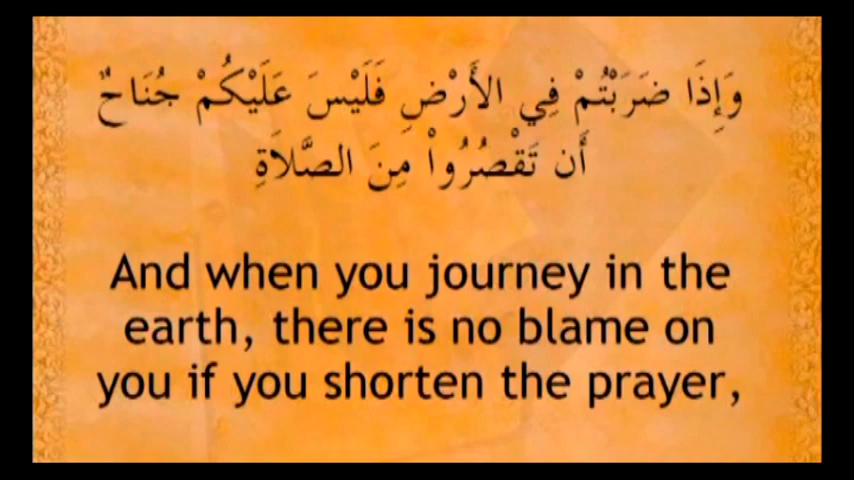 وَإِذَا ضَرَبْتُمْ فِي الأَرْضِ فَلَيْسَ عَلَيْكُمْ جُنَاحٌ
أَن تَقْصُرُواْ مِنَ الصَّلاَةِ
And when you journey in the
earth, there is no blame on
you if you shorten the prayer,